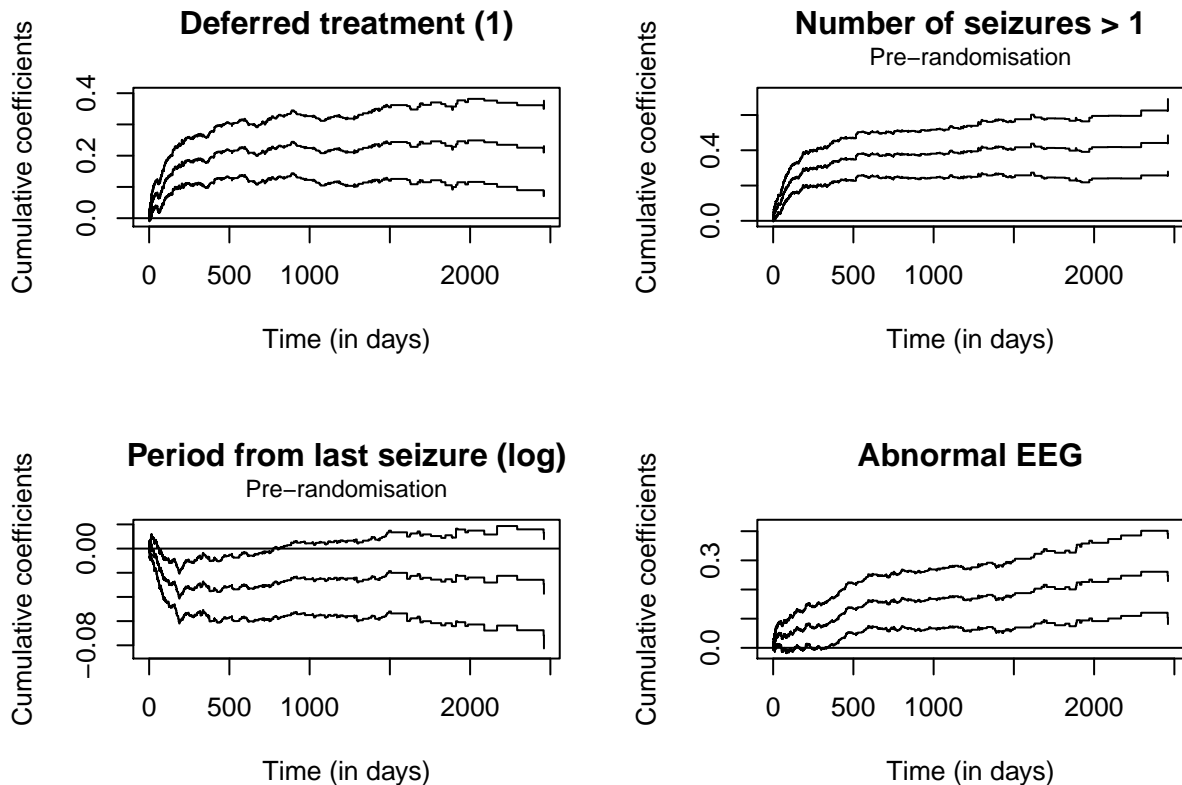 Deferred treatment (1)
Cumulative coefficients
0.0
0.2
0.4
0
500
1000
2000
Time (in days)
Number of seizures > 1
Pre−randomisation
Cumulative coefficients
0.0
0.4
0
500
1000
2000
Time (in days)
Period from last seizure (log)
Pre−randomisation
Cumulative coefficients
−0.08
0.00
0
500
1000
2000
Time (in days)
Abnormal EEG
Cumulative coefficients
0.0
0.3
0
500
1000
2000
Time (in days)